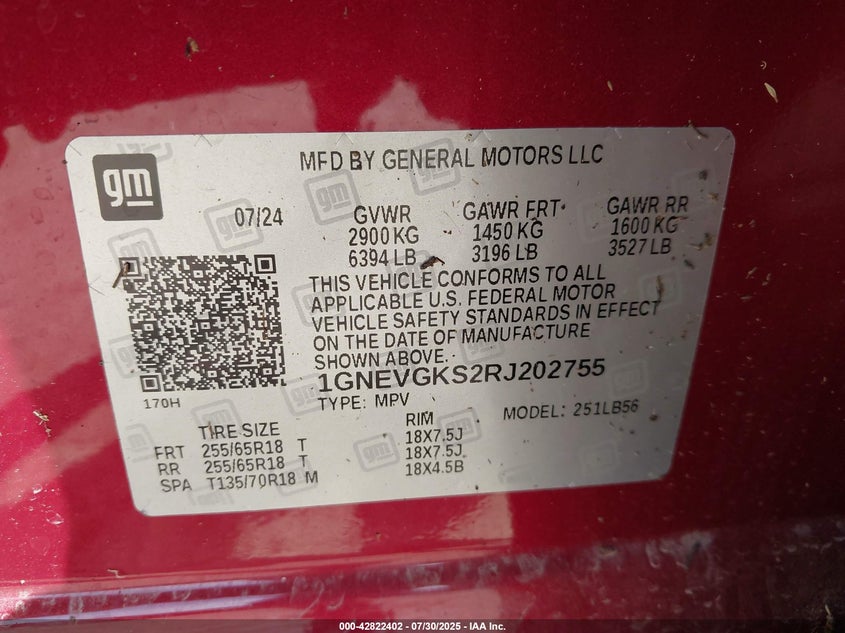 gm
MFD BY GENERAL MOTORS LLC
07/24 GVWR GAWR FRT GAWR RR
2900 KG 1450 KG 1600 KG
6394 LB 3196 LB 3527 LB
THIS VEHICLE CONFORMS TO ALL
APPLICABLE U.S. FEDERAL MOTOR
VEHICLE SAFETY STANDARDS IN EFFECT
ON THE DATE OF MANUFACTURE
SHOWN ABOVE.
1GNEVGKS2RJ202755
170H
TYPE: MPV MODEL: 251LB56
TIRE SIZE RIM
FRT 255/65R18 T 18X7.5J
RR 255/65R18 T 18X7.5J
SPA T135/70R18 M 18X4.5B
000-42822402 - 07/30/2025 - IAA Inc.